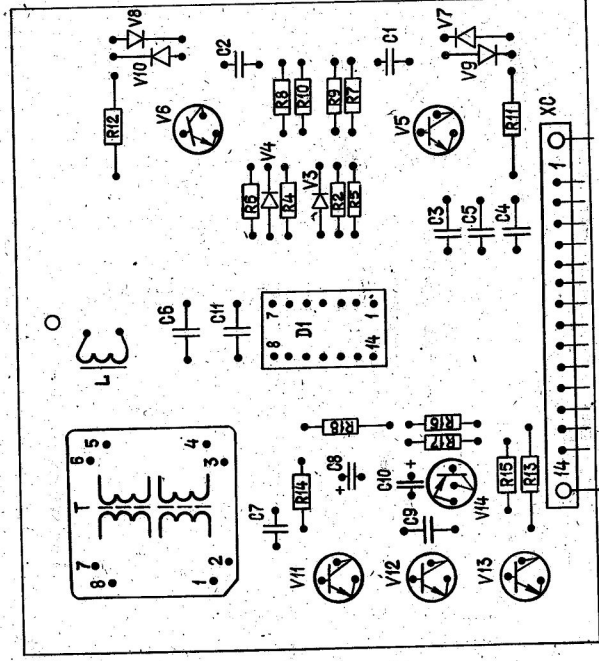 V8
V10
C2
C1
V7
V9
R12
V6
R8
R10
R9
R7
V5
R11
XC
1
R6
V4
R4
V3
R2
R5
C3
C5
C4
L
C6
C11
8
7
D1
14
1
6
5
T
4
3
7
8
1
2
R18
C8
+
R14
C7
R16
R17
+
C10
C9
V14
R15
R13
14
V11
V12
V13